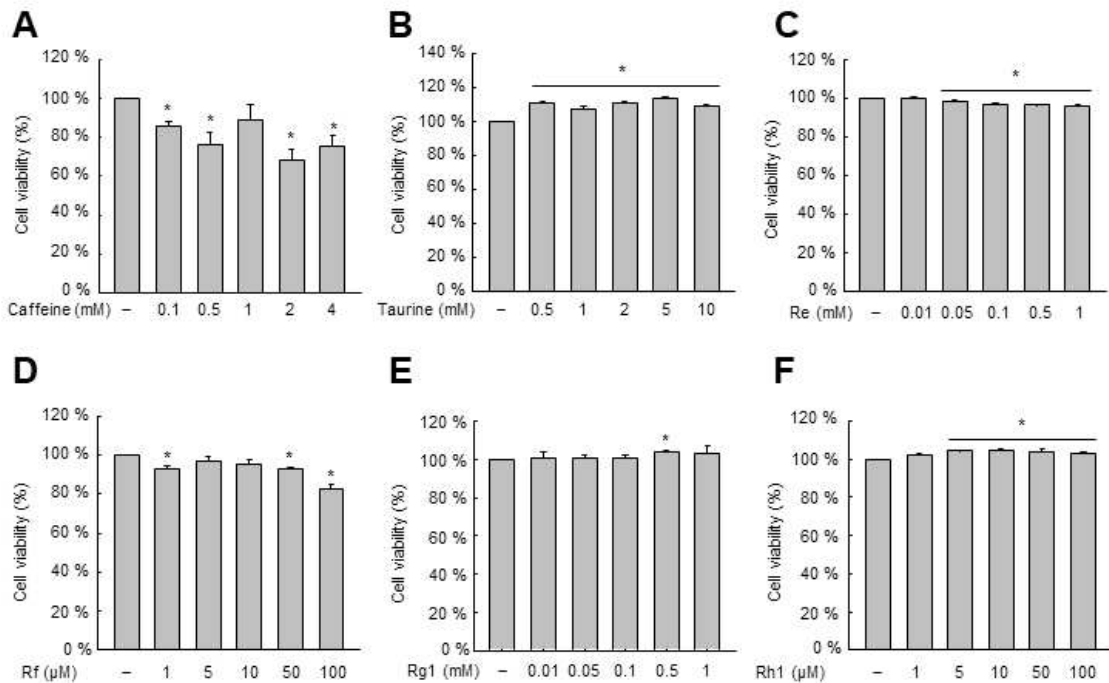 A
120 %
100 %
80 %
60 %
40 %
20 %
0 %
Cell viability (%)
* * * *
Caffeine (mM) – 0.1 0.5 1 2 4
B
140 %
120 %
100 %
80 %
60 %
40 %
20 %
0 %
Cell viability (%)
*
Taurine (mM) – 0.5 1 2 5 10
C
120 %
100 %
80 %
60 %
40 %
20 %
0 %
Cell viability (%)
*
Re (mM) – 0.01 0.05 0.1 0.5 1
D
120 %
100 %
80 %
60 %
40 %
20 %
0 %
Cell viability (%)
* * *
Rf (μM) – 1 5 10 50 100
E
120 %
100 %
80 %
60 %
40 %
20 %
0 %
Cell viability (%)
*
Rg1 (mM) – 0.01 0.05 0.1 0.5 1
F
120 %
100 %
80 %
60 %
40 %
20 %
0 %
Cell viability (%)
*
Rh1 (μM) – 1 5 10 50 100